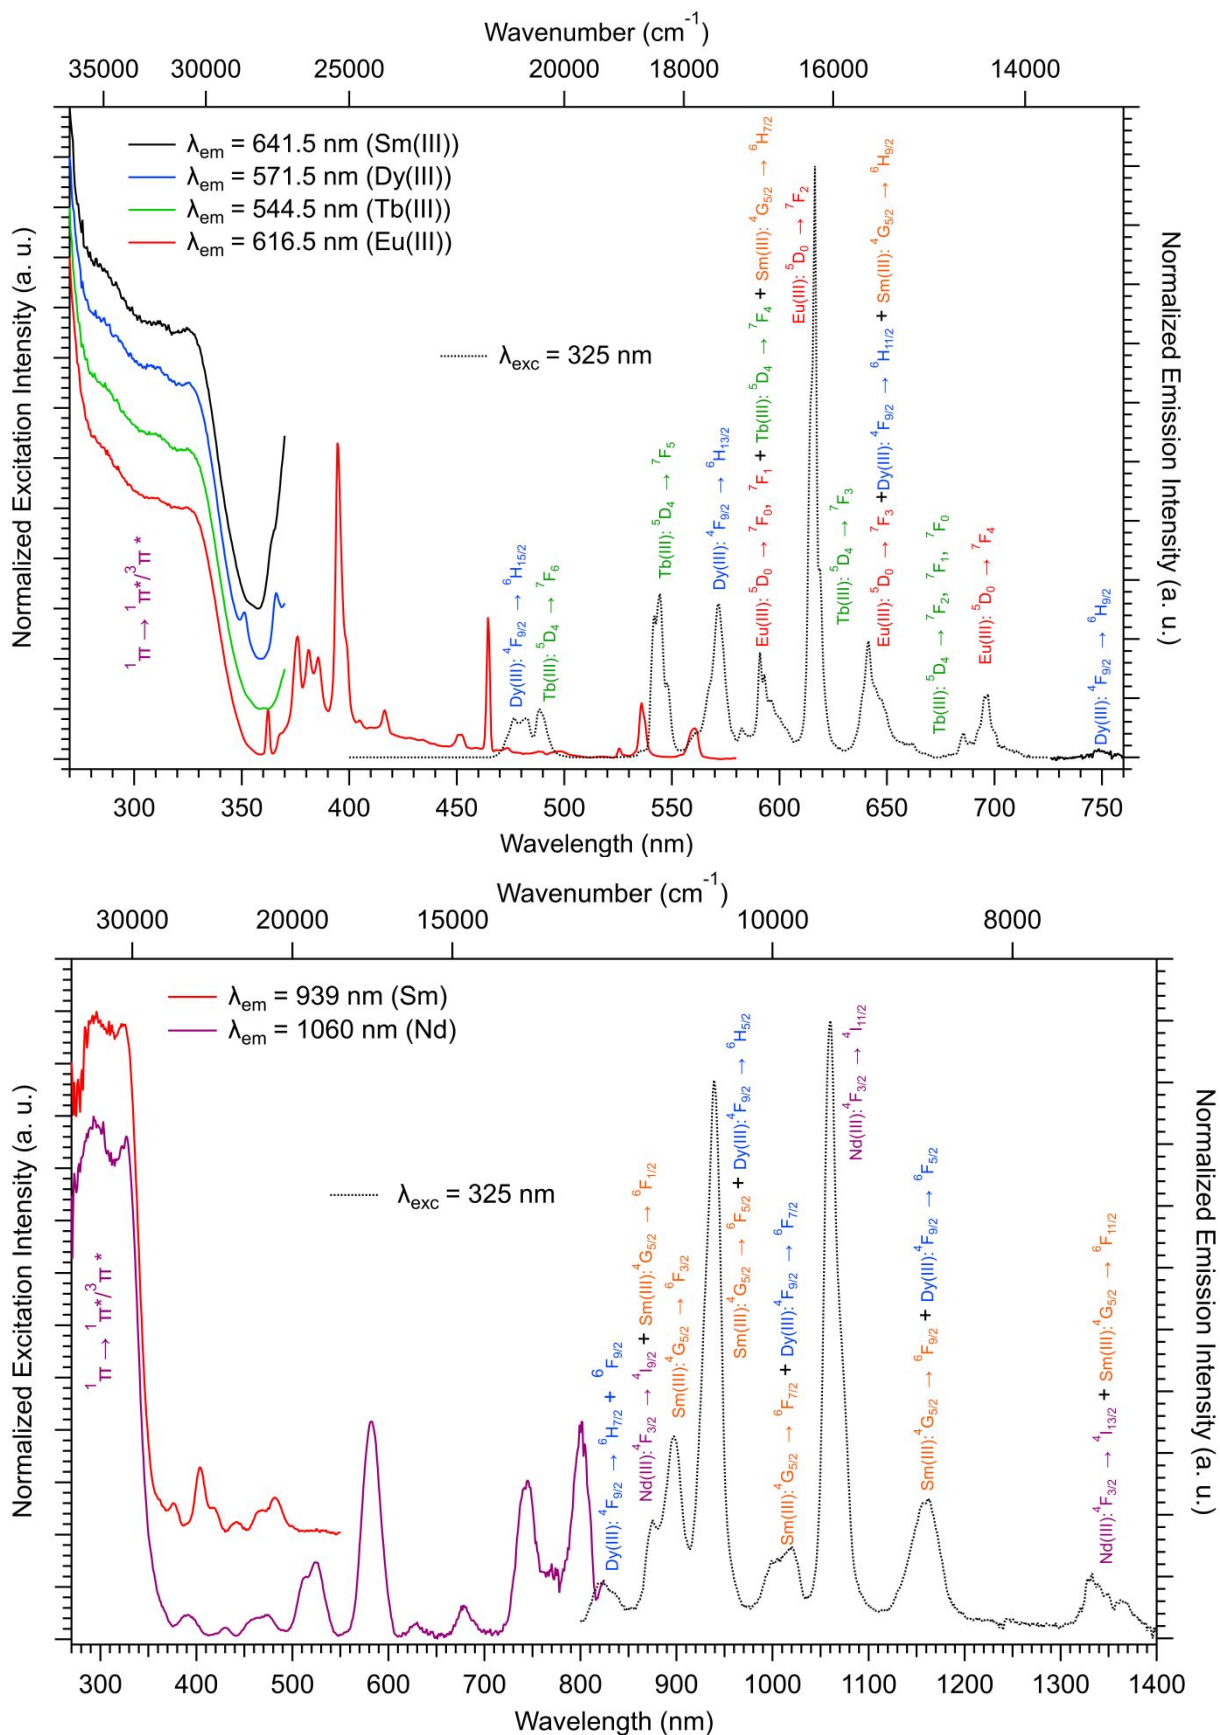 Wavenumber (cm⁻¹)
35000 30000 25000 20000 18000 16000 14000
λem = 641.5 nm (Sm(III))
λem = 571.5 nm (Dy(III))
λem = 544.5 nm (Tb(III))
λem = 616.5 nm (Eu(III))
λexc = 325 nm
Normalized Excitation Intensity (a. u.)
¹π → ¹π*/³π*
Dy(III): ⁴F9/2 → ⁶H15/2
Tb(III): ⁵D4 → ⁷F6
Tb(III): ⁵D4 → ⁷F5
Dy(III): ⁴F9/2 → ⁶H13/2
Eu(III): ⁵D0 → ⁷F0, ⁷F1 + Tb(III): ⁵D4 → ⁷F4 + Sm(III): ⁴G5/2 → ⁶H7/2
Eu(III): ⁵D0 → ⁷F2
Tb(III): ⁵D4 → ⁷F3
Eu(III): ⁵D0 → ⁷F3 +Dy(III): ⁴F9/2 → ⁶H11/2 + Sm(III): ⁴G5/2 → ⁶H9/2
Tb(III): ⁵D4 → ⁷F2, ⁷F1, ⁷F0
Eu(III): ⁵D0 → ⁷F4
Dy(III): ⁴F9/2 → ⁶H9/2
Normalized Emission Intensity (a. u.)
300 350 400 450 500 550 600 650 700 750
Wavelength (nm)
Wavenumber (cm⁻¹)
30000 20000 15000 10000 8000
λem = 939 nm (Sm)
λem = 1060 nm (Nd)
λexc = 325 nm
Normalized Excitation Intensity (a. u.)
¹π → ¹π*/³π*
Dy(III): ⁴F9/2 → ⁶H7/2 + ⁶F9/2
Nd(III): ⁴F3/2 → ⁴I9/2 + Sm(III): ⁴G5/2 → ⁶F1/2
Sm(III): ⁴G5/2 → ⁶F3/2
Sm(III): ⁴G5/2 → ⁶F5/2 + Dy(III): ⁴F9/2 → ⁶H5/2
Sm(III): ⁴G5/2 → ⁶F7/2 + Dy(III): ⁴F9/2 → ⁶F7/2
Nd(III): ⁴F3/2 → ⁴I11/2
Sm(III): ⁴G5/2 → ⁶F9/2 + Dy(III): ⁴F9/2 → ⁶F5/2
Nd(III): ⁴F3/2 → ⁴I13/2 + Sm(III): ⁴G5/2 → ⁶F11/2
Normalized Emission Intensity (a. u.)
300 400 500 600 700 800 900 1000 1100 1200 1300 1400
Wavelength (nm)